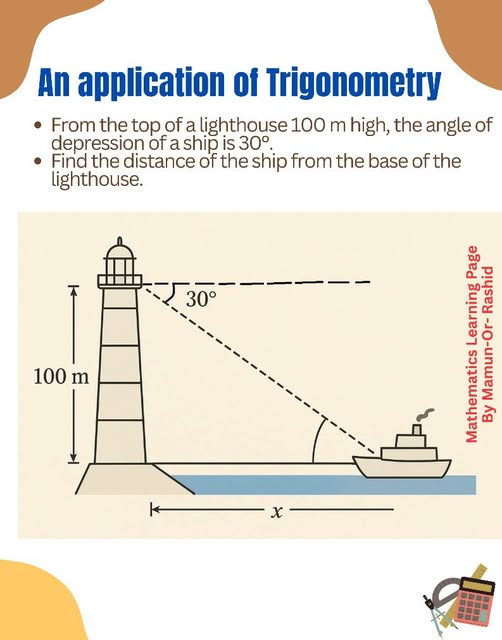 An application of Trigonometry
• From the top of a lighthouse 100 m high, the angle of
depression of a ship is 30°.
• Find the distance of the ship from the base of the
lighthouse.
30°
100 m
x
Mathematics Learning Page
By Mamun-Or- Rashid